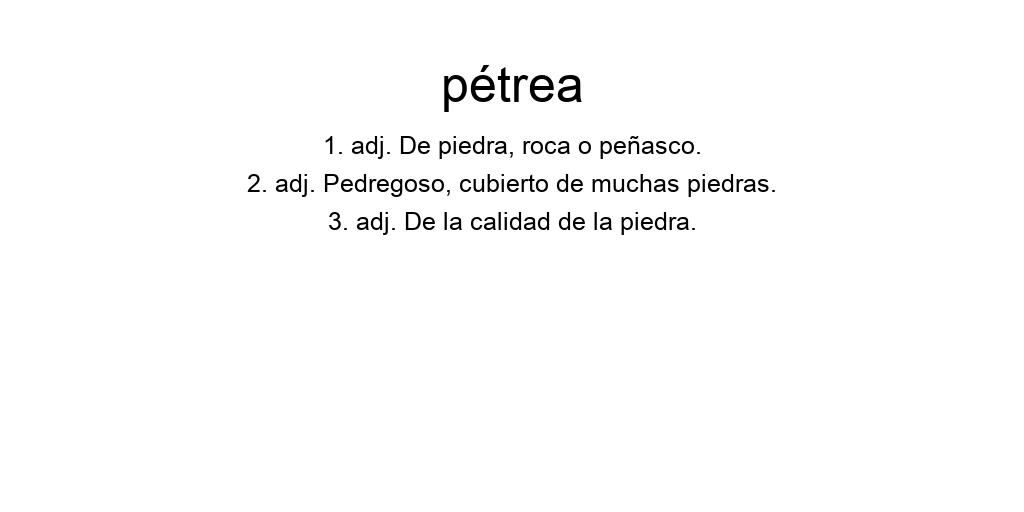 pétrea
1. adj. De piedra, roca o peñasco.
2. adj. Pedregoso, cubierto de muchas piedras.
3. adj. De la calidad de la piedra.